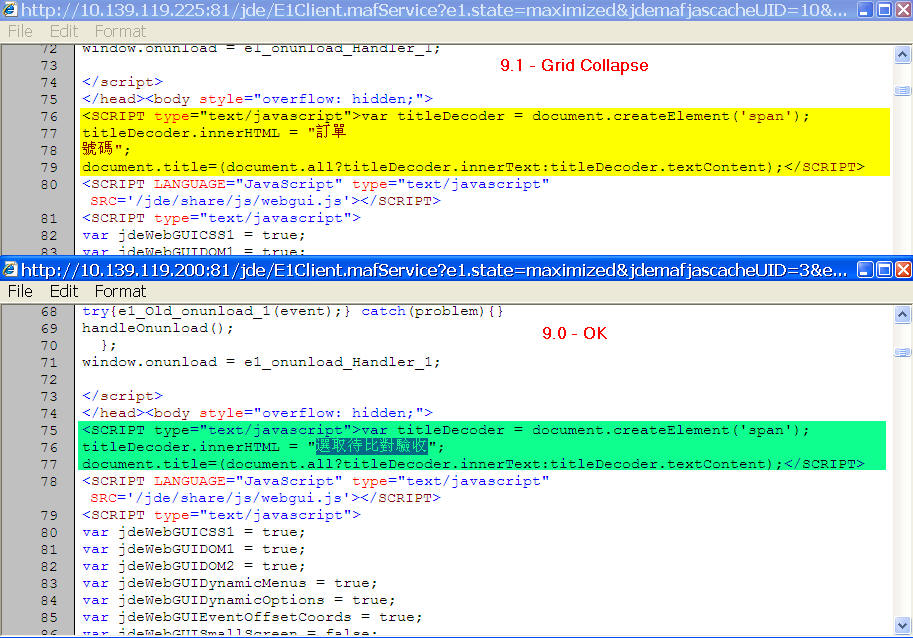 http://10.139.119.225:81/jde/E1Client.mafService?e1.state=maximized&jdemafjascacheUID=10&...
File Edit Format
72 window.onunload = e1_onunload_Handler_1;
73
9.1 - Grid Collapse
74 </script>
75 </head><body style="overflow: hidden;">
76 <SCRIPT type="text/javascript">var titleDecoder = document.createElement('span');
77 titleDecoder.innerHTML = "訂單
78 號碼";
79 document.title=(document.all?titleDecoder.innerText:titleDecoder.textContent);</SCRIPT>
80 <SCRIPT LANGUAGE="JavaScript" type="text/javascript"
SRC='/jde/share/js/webgui.js'></SCRIPT>
81 <SCRIPT type="text/javascript">
82 var jdeWebGUICSS1 = true;
83 var jdeWebGUIDOM1 = true;
http://10.139.119.200:81/jde/E1Client.mafService?e1.state=maximized&jdemafjascacheUID=3&e...
File Edit Format
68 try{e1_Old_onunload_1(event);} catch(problem){}
69 handleOnunload();
9.0 - OK
70 };
71 window.onunload = e1_onunload_Handler_1;
72
73 </script>
74 </head><body style="overflow: hidden;">
75 <SCRIPT type="text/javascript">var titleDecoder = document.createElement('span');
76 titleDecoder.innerHTML = "選取待比對驗收";
77 document.title=(document.all?titleDecoder.innerText:titleDecoder.textContent);</SCRIPT>
78 <SCRIPT LANGUAGE="JavaScript" type="text/javascript"
SRC='/jde/share/js/webgui.js'></SCRIPT>
79 <SCRIPT type="text/javascript">
80 var jdeWebGUICSS1 = true;
81 var jdeWebGUIDOM1 = true;
82 var jdeWebGUIDOM2 = true;
83 var jdeWebGUIDynamicMenus = true;
84 var jdeWebGUIDynamicOptions = true;
85 var jdeWebGUIEventOffsetCoords = true;
86 var jdeWebGUISmallScreen = false;